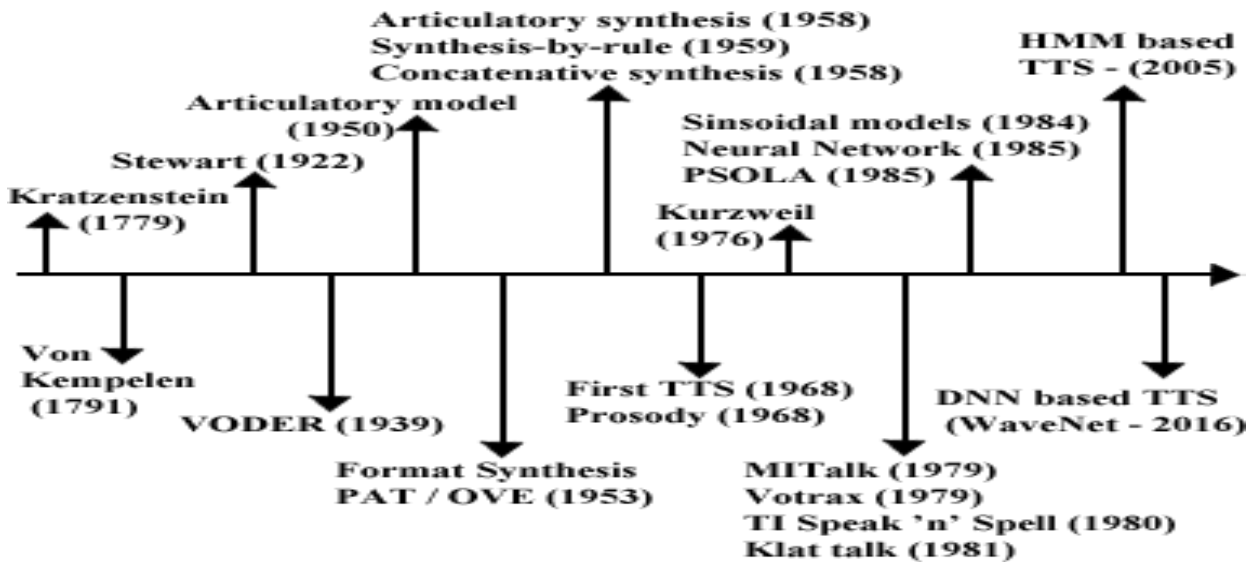 Articulatory synthesis (1958)
Synthesis-by-rule (1959)
Concatenative synthesis (1958)
HMM based
TTS - (2005)
Articulatory model
(1950)
Sinsoidal models (1984)
Neural Network (1985)
PSOLA (1985)
Stewart (1922)
Kratzenstein
(1779)
Kurzweil
(1976)
Von
Kempelen
(1791)
VODER (1939)
First TTS (1968)
Prosody (1968)
DNN based TTS
(WaveNet - 2016)
Format Synthesis
PAT / OVE (1953)
MITalk (1979)
Votrax (1979)
TI Speak 'n' Spell (1980)
Klat talk (1981)